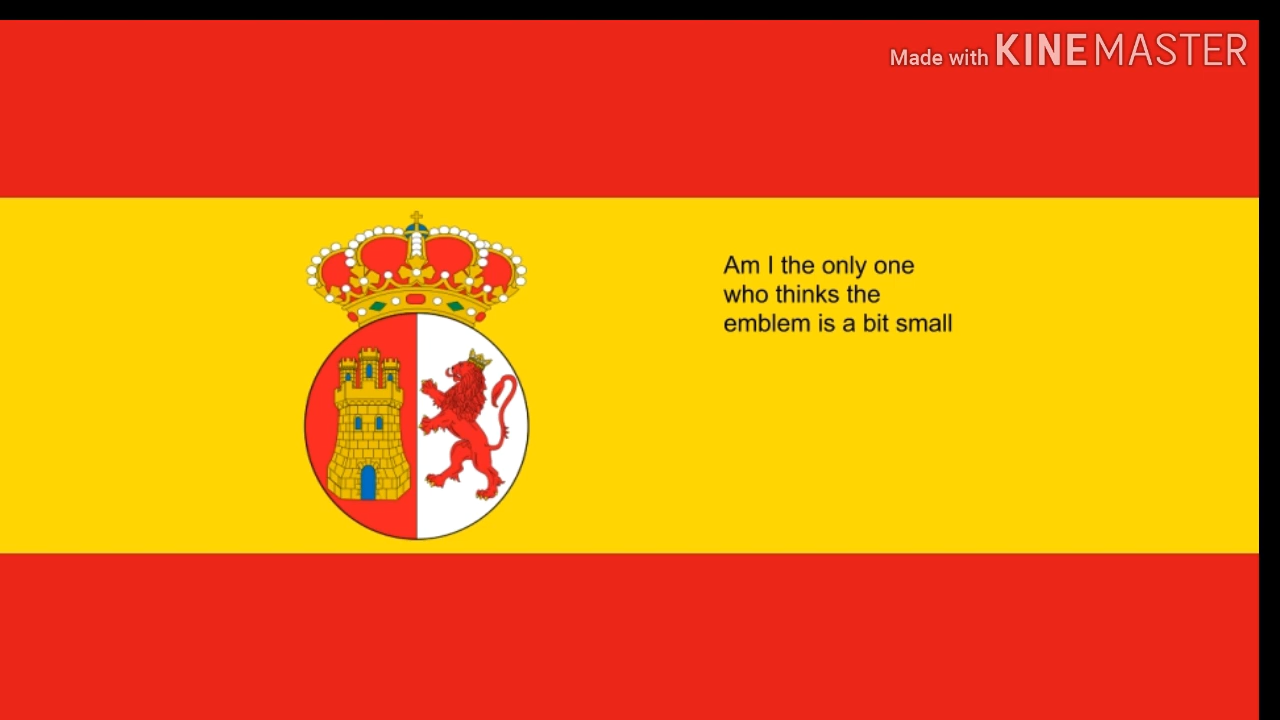 Made with KINEMASTER
Am I the only one
who thinks the
emblem is a bit small